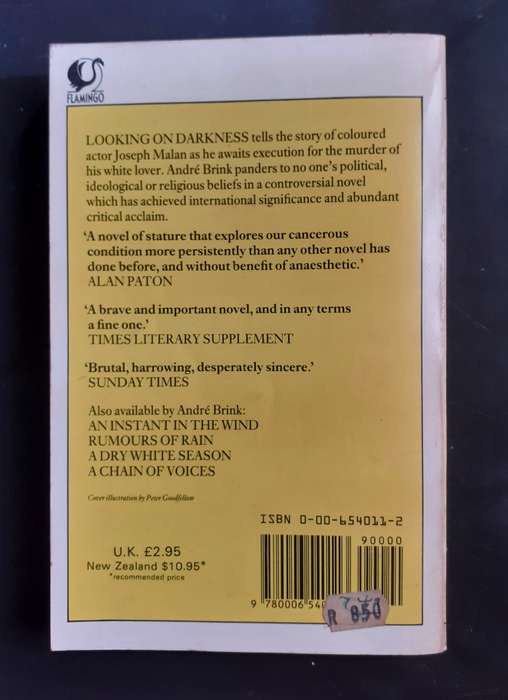 FLAMINGO
LOOKING ON DARKNESS tells the story of coloured
actor Joseph Malan as he awaits execution for the murder of
his white lover. André Brink panders to no one's political,
ideological or religious beliefs in a controversial novel
which has achieved international significance and abundant
critical acclaim.
‘A novel of stature that explores our cancerous
condition more persistently than any other novel has
done before, and without benefit of anaesthetic.’
ALAN PATON
‘A brave and important novel, and in any terms
a fine one.’
TIMES LITERARY SUPPLEMENT
‘Brutal, harrowing, desperately sincere.’
SUNDAY TIMES
Also available by André Brink:
AN INSTANT IN THE WIND
RUMOURS OF RAIN
A DRY WHITE SEASON
A CHAIN OF VOICES
Cover illustration by Peter Goodfellow
ISBN 0-00-654011-2
90000
U.K. £2.95
New Zealand $10.95*
*recommended price
9 780006 54
R 850